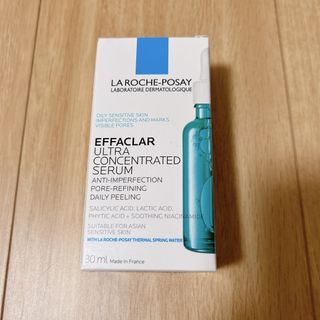 LA ROCHE-POSAY
LABORATOIRE DERMATOLOGIQUE
OILY SENSITIVE SKIN
IMPERFECTIONS AND MARKS
VISIBLE PORES
EFFACLAR
ULTRA
CONCENTRATED
SERUM
ANTI-IMPERFECTION
PORE-REFINING
DAILY PEELING
SALICYLIC ACID, LACTIC ACID,
PHYTIC ACID + SOOTHING NIACINAMIDE
SUITABLE FOR ASIAN
SENSITIVE SKIN
WITH LA ROCHE-POSAY THERMAL SPRING WATER
30 ml Made in France